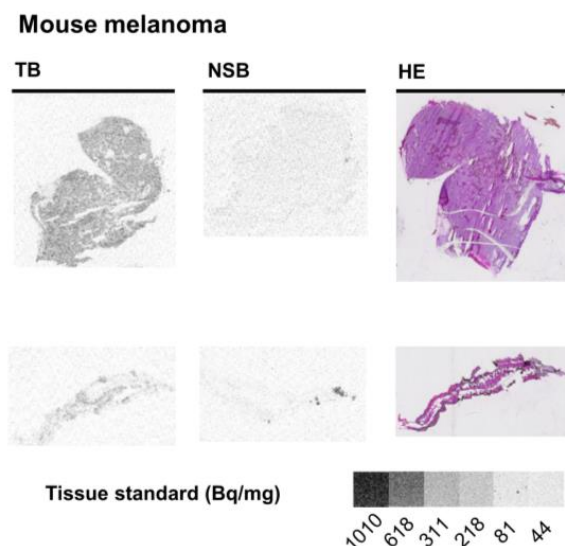 Mouse melanoma
TB NSB HE
Tissue standard (Bq/mg)
1010 618 311 218 81 44